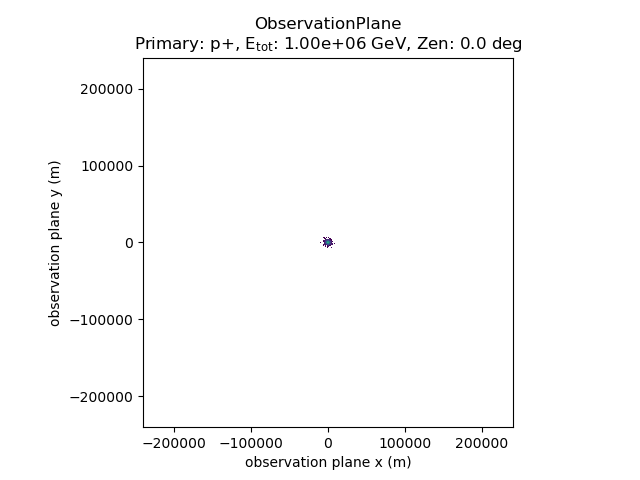 ObservationPlane
Primary: p+, E_tot: 1.00e+06 GeV, Zen: 0.0 deg
200000
100000
0
−100000
−200000
observation plane y (m)
−200000 −100000 0 100000 200000
observation plane x (m)